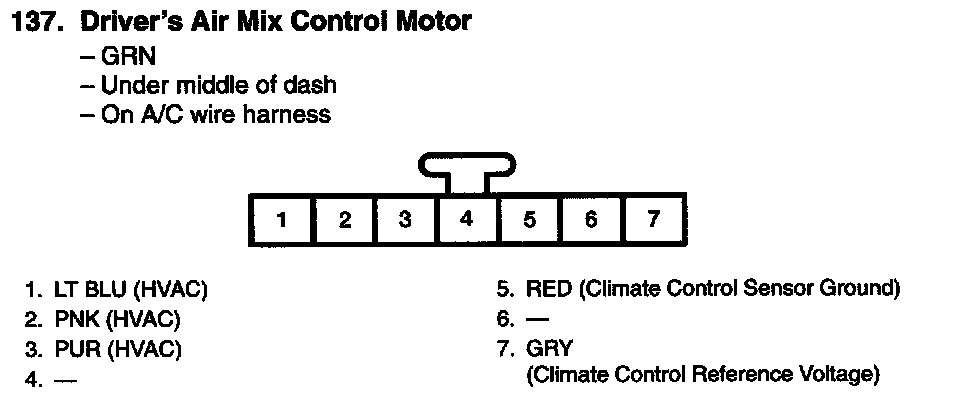 137. Driver's Air Mix Control Motor
– GRN
– Under middle of dash
– On A/C wire harness
1 2 3 4 5 6 7
1. LT BLU (HVAC)
2. PNK (HVAC)
3. PUR (HVAC)
4. —
5. RED (Climate Control Sensor Ground)
6. —
7. GRY
(Climate Control Reference Voltage)